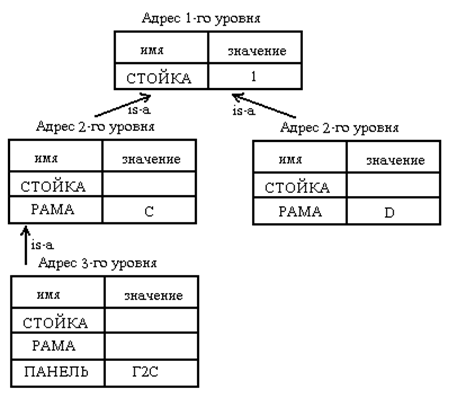 Адрес 1-го уровня
имя значение
СТОЙКА 1
is-a is-a
Адрес 2-го уровня Адрес 2-го уровня
имя значение имя значение
СТОЙКА СТОЙКА
РАМА C РАМА D
is-a
Адрес 3-го уровня
имя значение
СТОЙКА
РАМА
ПАНЕЛЬ Г2С